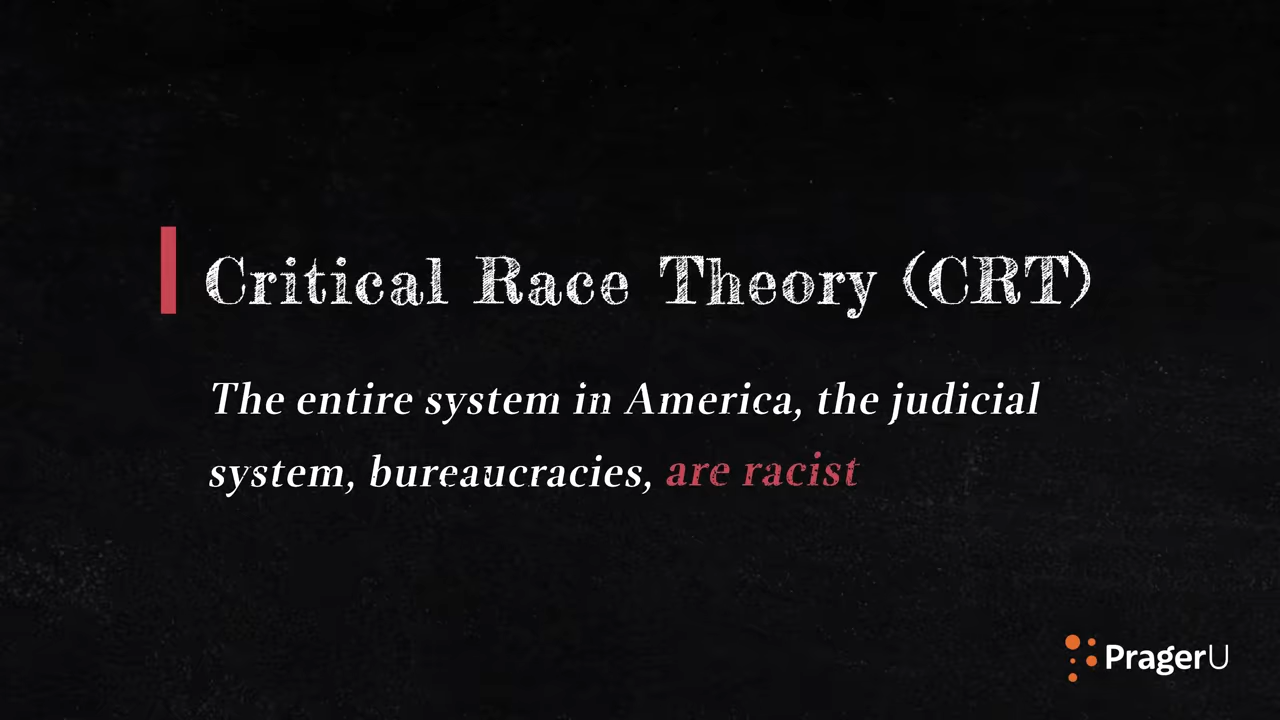 Critical Race Theory (CRT)
The entire system in America, the judicial
system, bureaucracies, are racist
PragerU